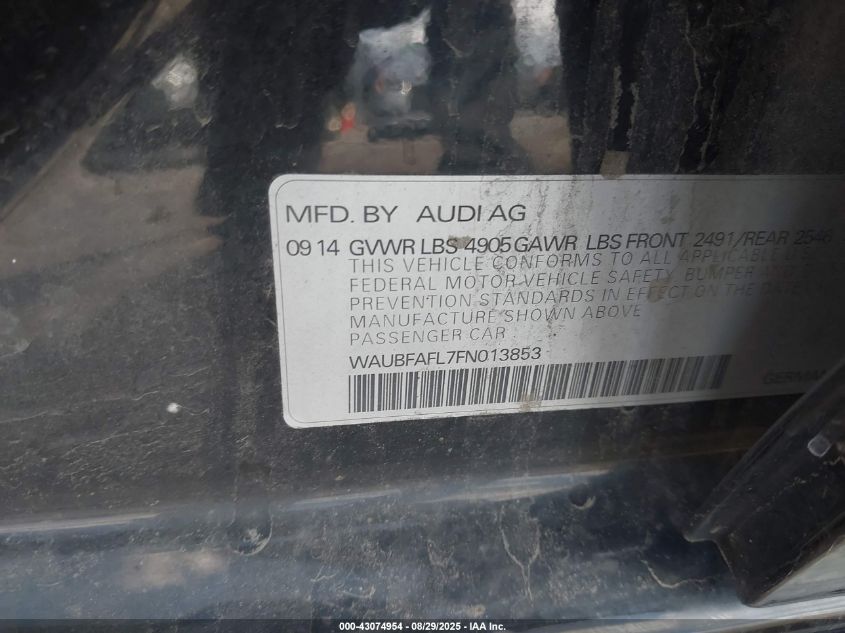 MFD. BY AUDI AG
09 14 GVWR LBS 4905 GAWR LBS FRONT 2491/REAR 2546
THIS VEHICLE CONFORMS TO ALL APPLICABLE U.S.
FEDERAL MOTOR VEHICLE SAFETY, BUMPER AND
PREVENTION STANDARDS IN EFFECT ON THE DATE
MANUFACTURE SHOWN ABOVE
PASSENGER CAR
WAUBFAFL7FN013853
GERMAN
000-43074954 - 08/29/2025 - IAA Inc.